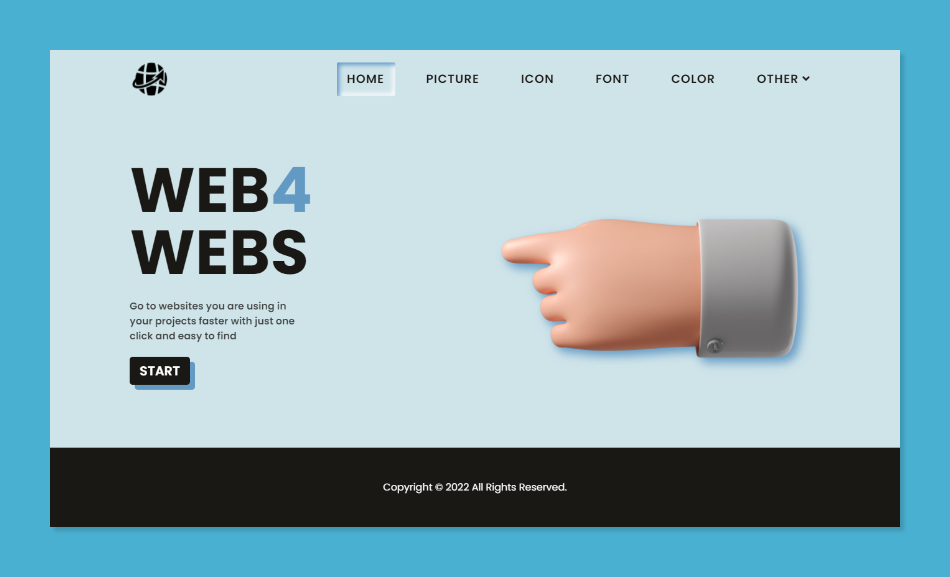 HOME PICTURE ICON FONT COLOR OTHER
WEB4
WEBS
Go to websites you are using in
your projects faster with just one
click and easy to find
START
Copyright © 2022 All Rights Reserved.